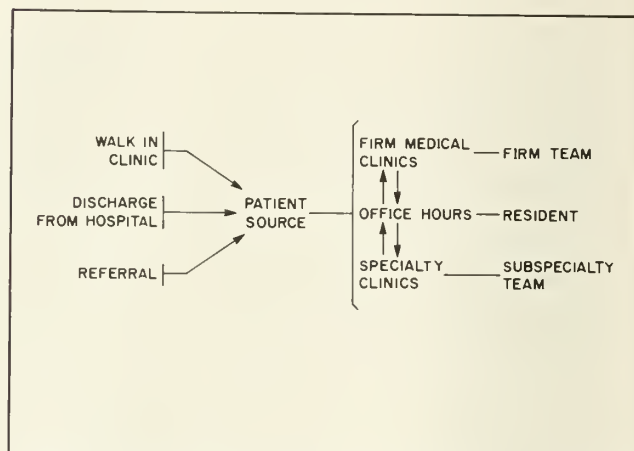 WALK IN
CLINIC
DISCHARGE
FROM HOSPITAL
REFERRAL
PATIENT
SOURCE
FIRM MEDICAL
CLINICS
FIRM TEAM
OFFICE HOURS
RESIDENT
SPECIALTY
CLINICS
SUBSPECIALTY
TEAM